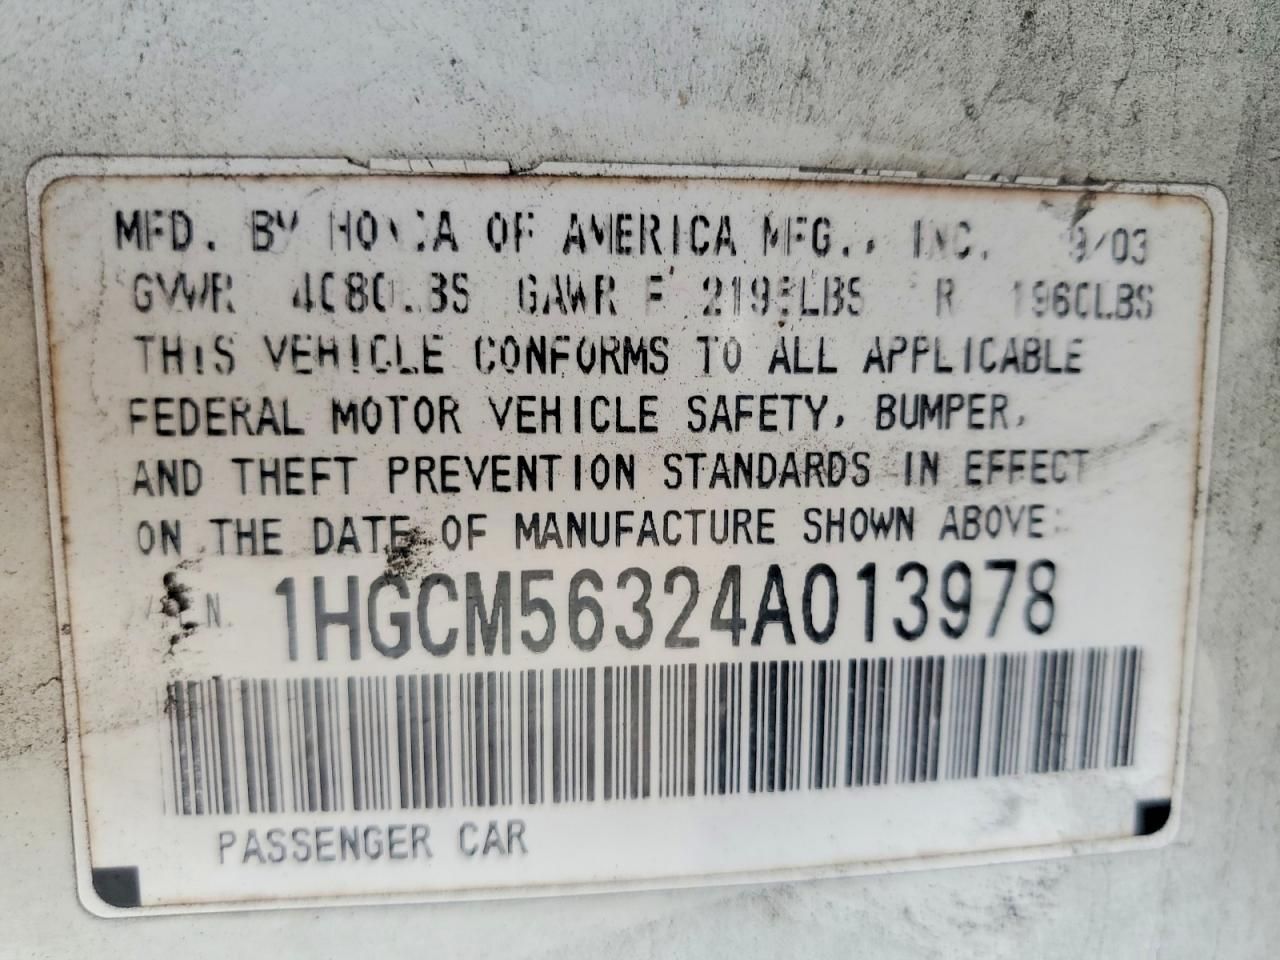 MFD. BY HONDA OF AMERICA MFG., INC. 9/03
GVWR 4080LBS GAWR F 2195LBS R 1960LBS
THIS VEHICLE CONFORMS TO ALL APPLICABLE
FEDERAL MOTOR VEHICLE SAFETY, BUMPER,
AND THEFT PREVENTION STANDARDS IN EFFECT
ON THE DATE OF MANUFACTURE SHOWN ABOVE:
1HGCM56324A013978
PASSENGER CAR